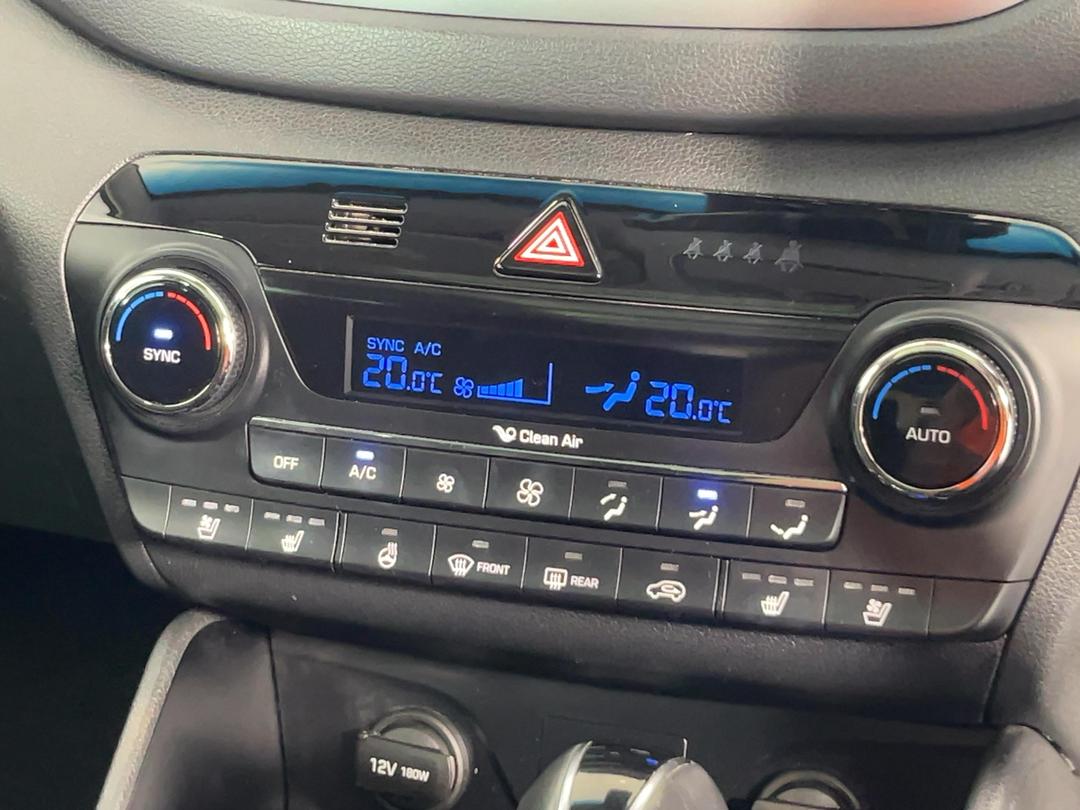 SYNC A/C
20.0°C 20.0°C
SYNC
AUTO
Clean Air
OFF A/C
FRONT REAR
12V 180W